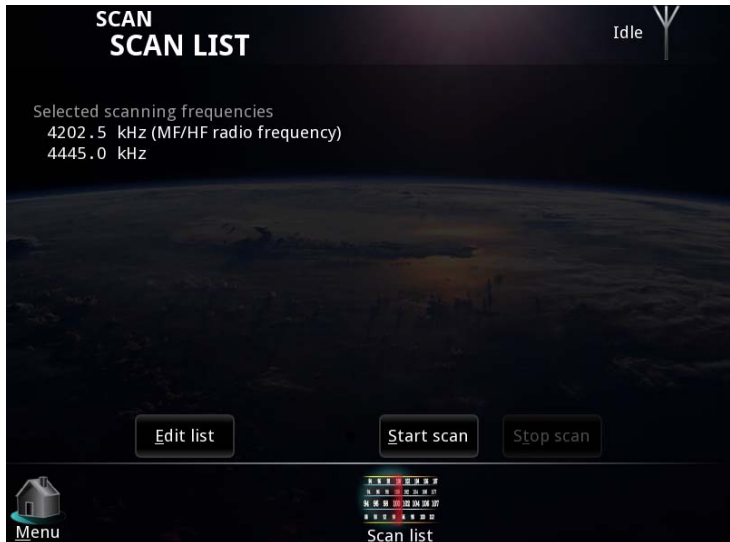 SCAN
SCAN LIST
Idle
Selected scanning frequencies
4202.5 kHz (MF/HF radio frequency)
4445.0 kHz
Edit list
Start scan
Stop scan
Menu
Scan list